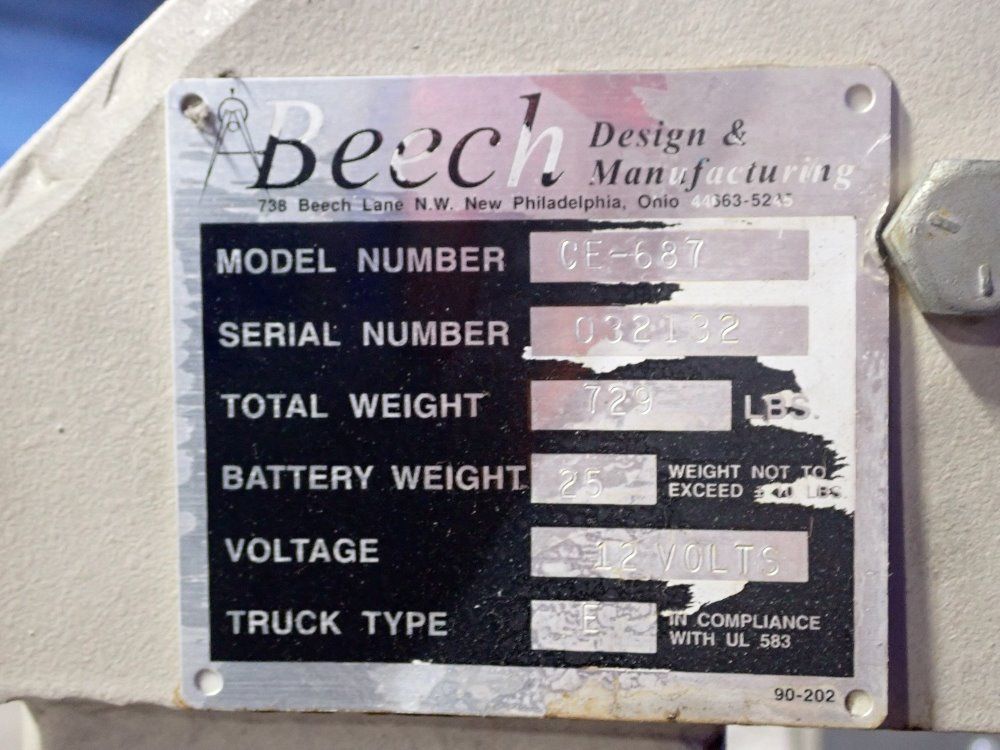 Beech Design &
Manufacturing
738 Beech Lane N.W. New Philadelphia, Ohio 44663-5245
MODEL NUMBER CE-687
SERIAL NUMBER 032132
TOTAL WEIGHT 729 LBS.
BATTERY WEIGHT 25 WEIGHT NOT TO
EXCEED LBS.
VOLTAGE 12 VOLTS
TRUCK TYPE E IN COMPLIANCE
WITH UL 583
90-202